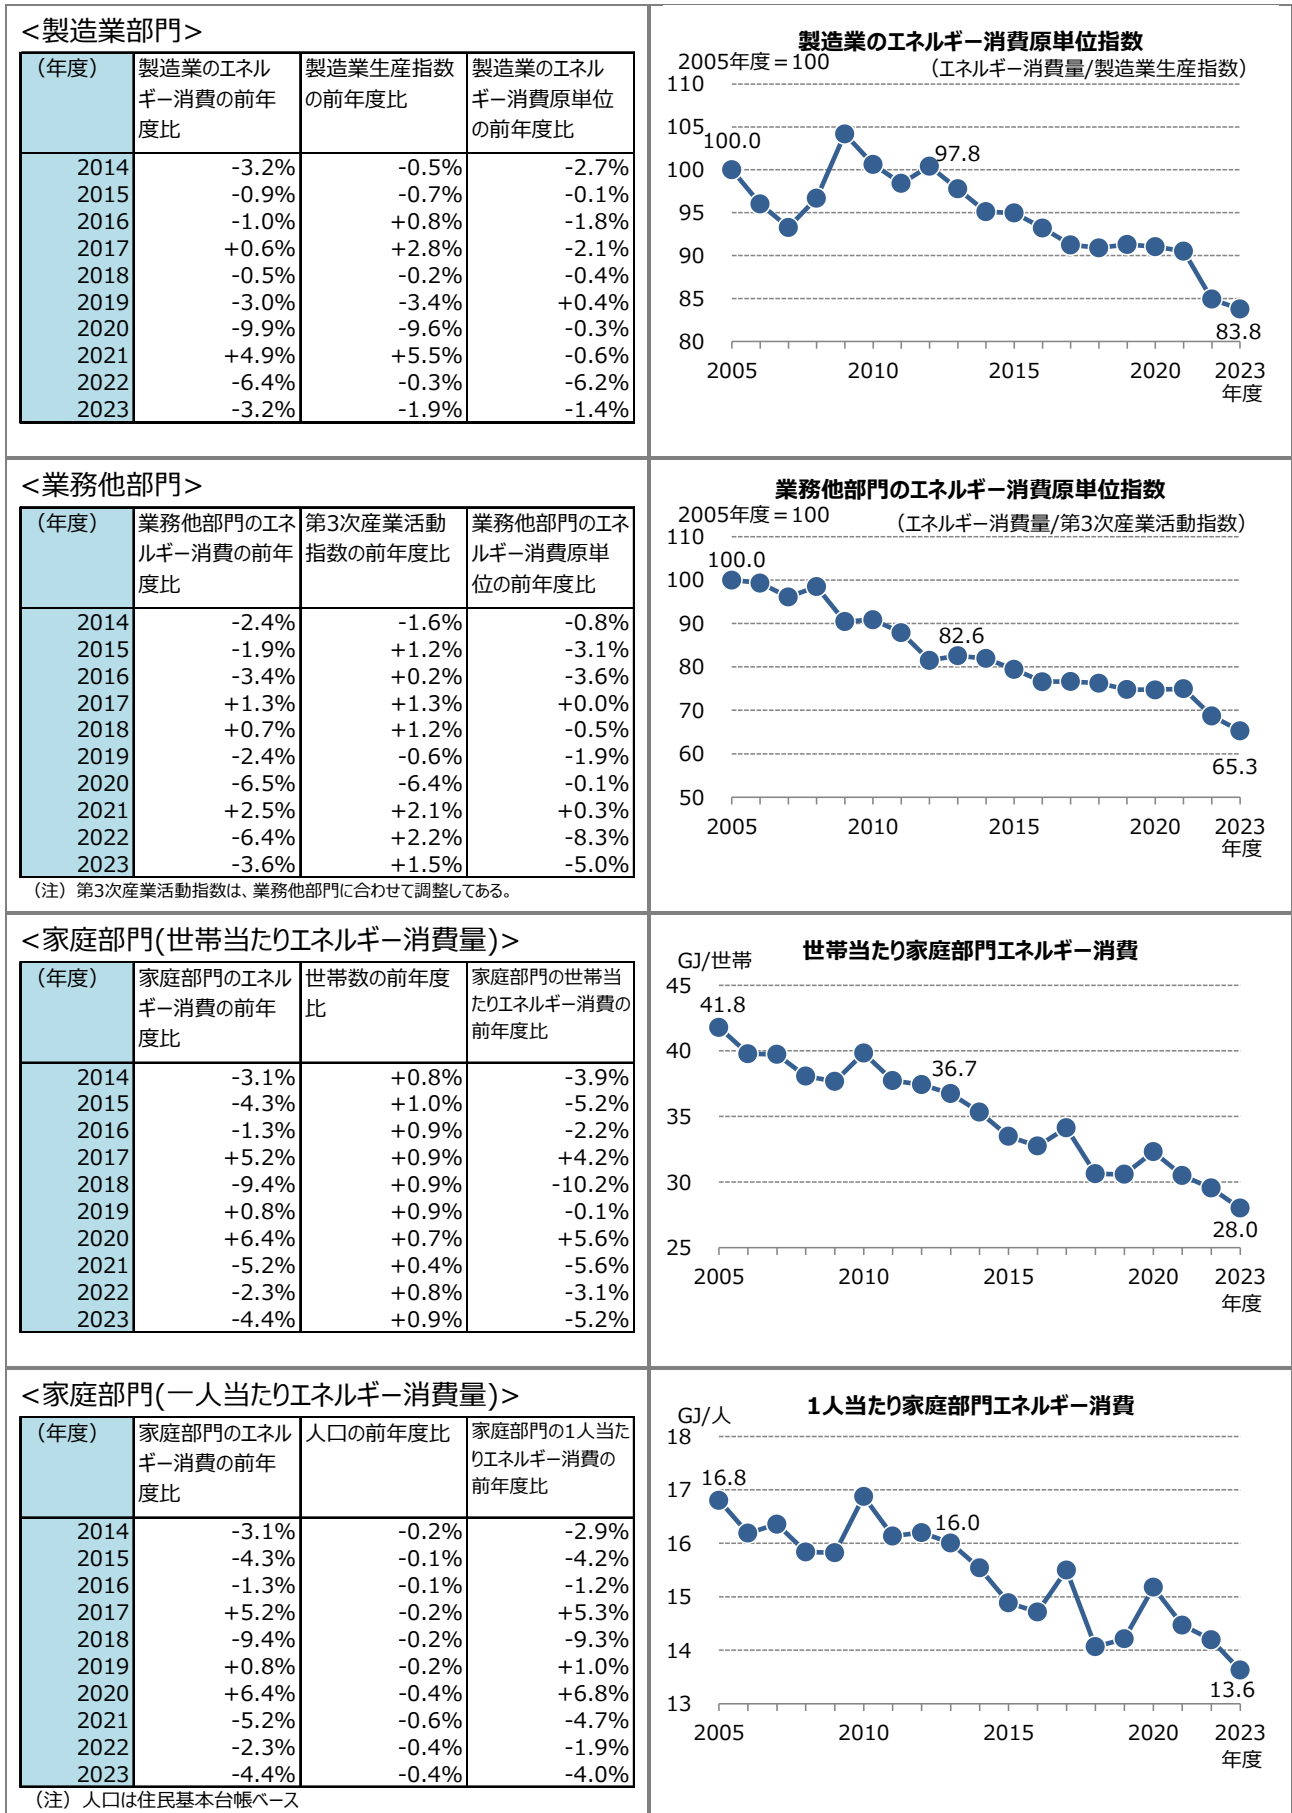 <製造業部門>
（年度） 製造業のエネルギー消費の前年度比 製造業生産指数の前年度比 製造業のエネルギー消費原単位の前年度比
2014 -3.2% -0.5% -2.7%
2015 -0.9% -0.7% -0.1%
2016 -1.0% +0.8% -1.8%
2017 +0.6% +2.8% -2.1%
2018 -0.5% -0.2% -0.4%
2019 -3.0% -3.4% +0.4%
2020 -9.9% -9.6% -0.3%
2021 +4.9% +5.5% -0.6%
2022 -6.4% -0.3% -6.2%
2023 -3.2% -1.9% -1.4%
製造業のエネルギー消費原単位指数
2005年度＝100
（エネルギー消費量/製造業生産指数）
110
105
100
95
90
85
80
100.0
97.8
83.8
2005 2010 2015 2020 2023
年度
<業務他部門>
（年度） 業務他部門のエネルギー消費の前年度比 第3次産業活動指数の前年度比 業務他部門のエネルギー消費原単位の前年度比
2014 -2.4% -1.6% -0.8%
2015 -1.9% +1.2% -3.1%
2016 -3.4% +0.2% -3.6%
2017 +1.3% +1.3% +0.0%
2018 +0.7% +1.2% -0.5%
2019 -2.4% -0.6% -1.9%
2020 -6.5% -6.4% -0.1%
2021 +2.5% +2.1% +0.3%
2022 -6.4% +2.2% -8.3%
2023 -3.6% +1.5% -5.0%
（注）第3次産業活動指数は、業務他部門に合わせて調整してある。
業務他部門のエネルギー消費原単位指数
2005年度＝100
（エネルギー消費量/第3次産業活動指数）
110
100
90
80
70
60
50
100.0
82.6
65.3
2005 2010 2015 2020 2023
年度
<家庭部門(世帯当たりエネルギー消費量)>
（年度） 家庭部門のエネルギー消費の前年度比 世帯数の前年度比 家庭部門の世帯当たりエネルギー消費の前年度比
2014 -3.1% +0.8% -3.9%
2015 -4.3% +1.0% -5.2%
2016 -1.3% +0.9% -2.2%
2017 +5.2% +0.9% +4.2%
2018 -9.4% +0.9% -10.2%
2019 +0.8% +0.9% -0.1%
2020 +6.4% +0.7% +5.6%
2021 -5.2% +0.4% -5.6%
2022 -2.3% +0.8% -3.1%
2023 -4.4% +0.9% -5.2%
世帯当たり家庭部門エネルギー消費
GJ/世帯
45
40
35
30
25
41.8
36.7
28.0
2005 2010 2015 2020 2023
年度
<家庭部門(一人当たりエネルギー消費量)>
（年度） 家庭部門のエネルギー消費の前年度比 人口の前年度比 家庭部門の1人当たりエネルギー消費の前年度比
2014 -3.1% -0.2% -2.9%
2015 -4.3% -0.1% -4.2%
2016 -1.3% -0.1% -1.2%
2017 +5.2% -0.2% +5.3%
2018 -9.4% -0.2% -9.3%
2019 +0.8% -0.2% +1.0%
2020 +6.4% -0.4% +6.8%
2021 -5.2% -0.6% -4.7%
2022 -2.3% -0.4% -1.9%
2023 -4.4% -0.4% -4.0%
（注）人口は住民基本台帳ベース
1人当たり家庭部門エネルギー消費
GJ/人
18
17
16
15
14
13
16.8
16.0
13.6
2005 2010 2015 2020 2023
年度